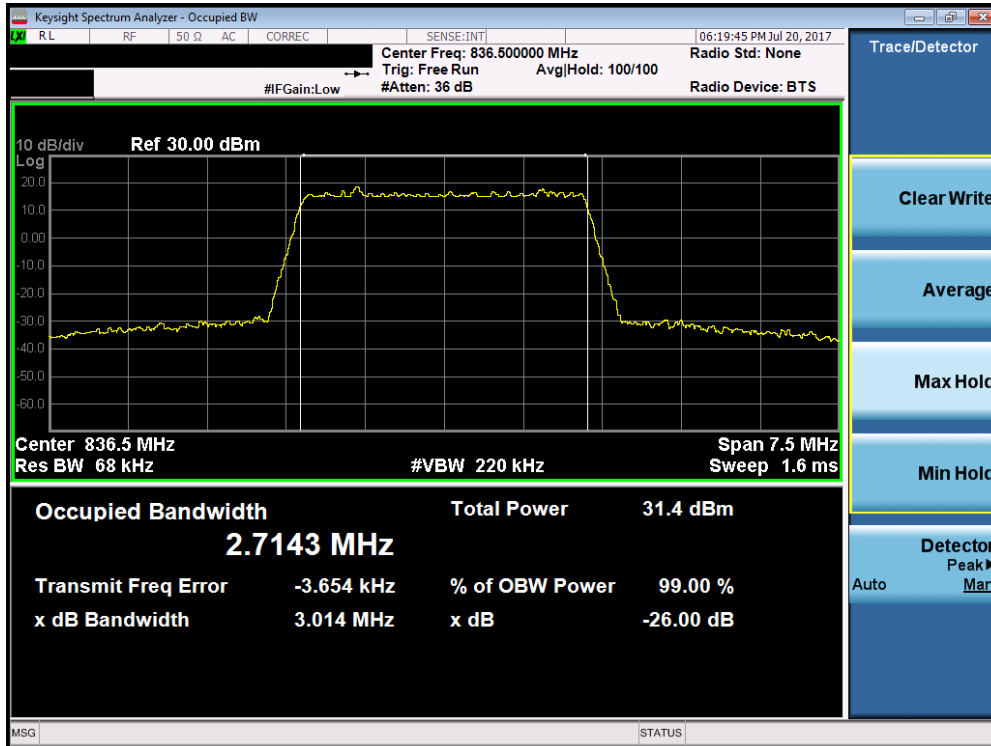 Keysight Spectrum Analyzer - Occupied BW
LXI RL RF 50 Ω AC CORREC SENSE:INT 06:19:45 PM Jul 20, 2017
Center Freq: 836.500000 MHz Radio Std: None
Trig: Free Run Avg|Hold: 100/100
#IFGain:Low #Atten: 36 dB Radio Device: BTS
10 dB/div Ref 30.00 dBm
Log
20.0
10.0
0.00
-10.0
-20.0
-30.0
-40.0
-50.0
-60.0
Center 836.5 MHz Span 7.5 MHz
Res BW 68 kHz #VBW 220 kHz Sweep 1.6 ms
Occupied Bandwidth Total Power 31.4 dBm
2.7143 MHz
Transmit Freq Error -3.654 kHz % of OBW Power 99.00 %
x dB Bandwidth 3.014 MHz x dB -26.00 dB
MSG STATUS
Trace/Detector
Clear Write
Average
Max Hold
Min Hold
Detector
Peak
Auto Man